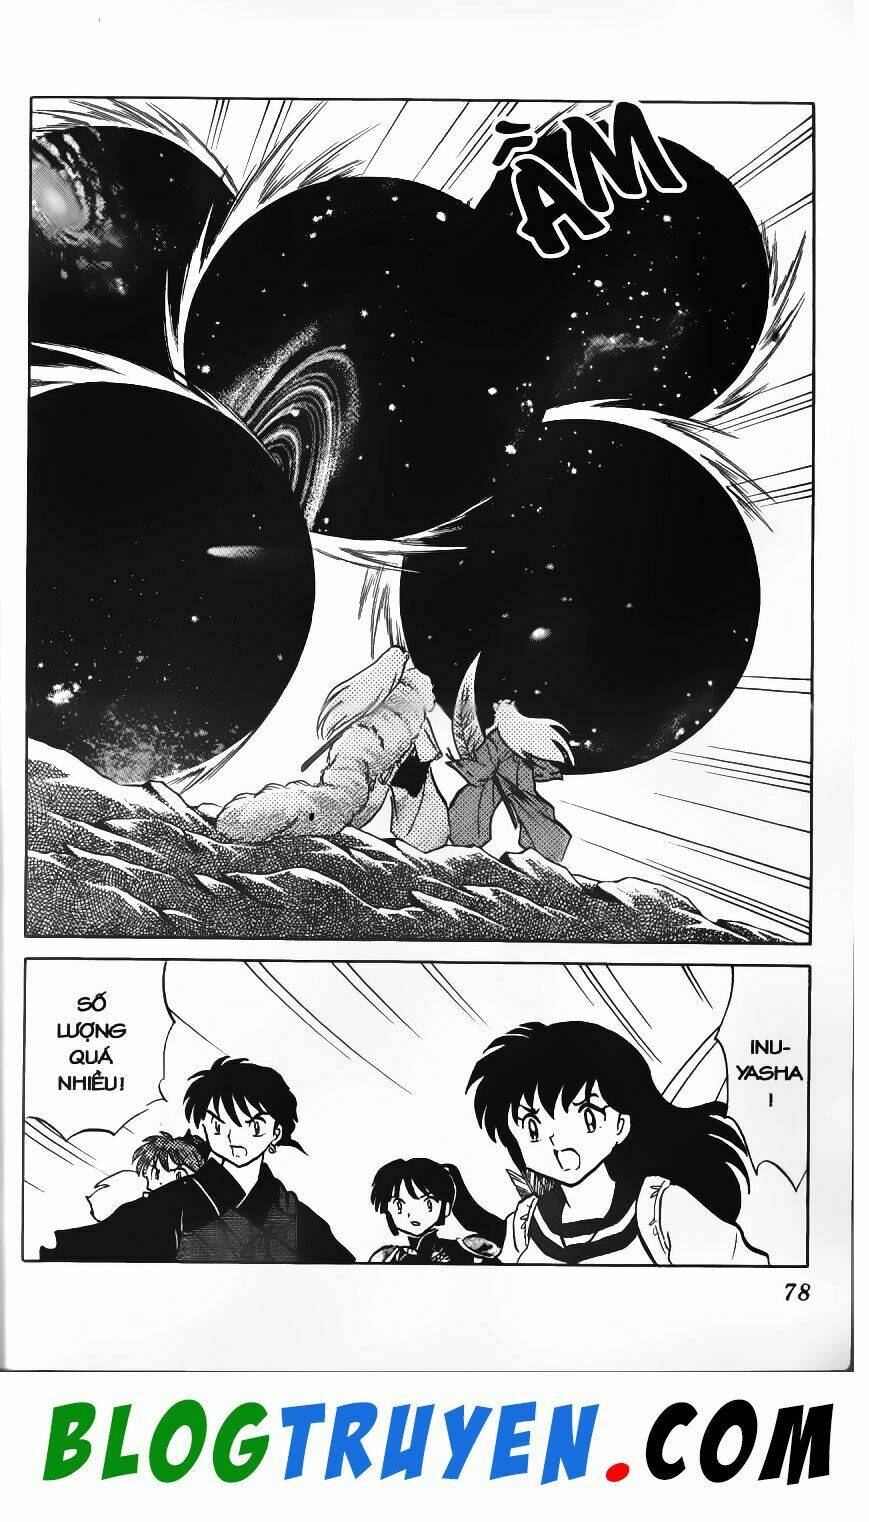 ẦM
INU-
YASHA
!
SỐ
LƯỢNG
QUÁ
NHIỀU!
78
BLOGTRUYEN.COM